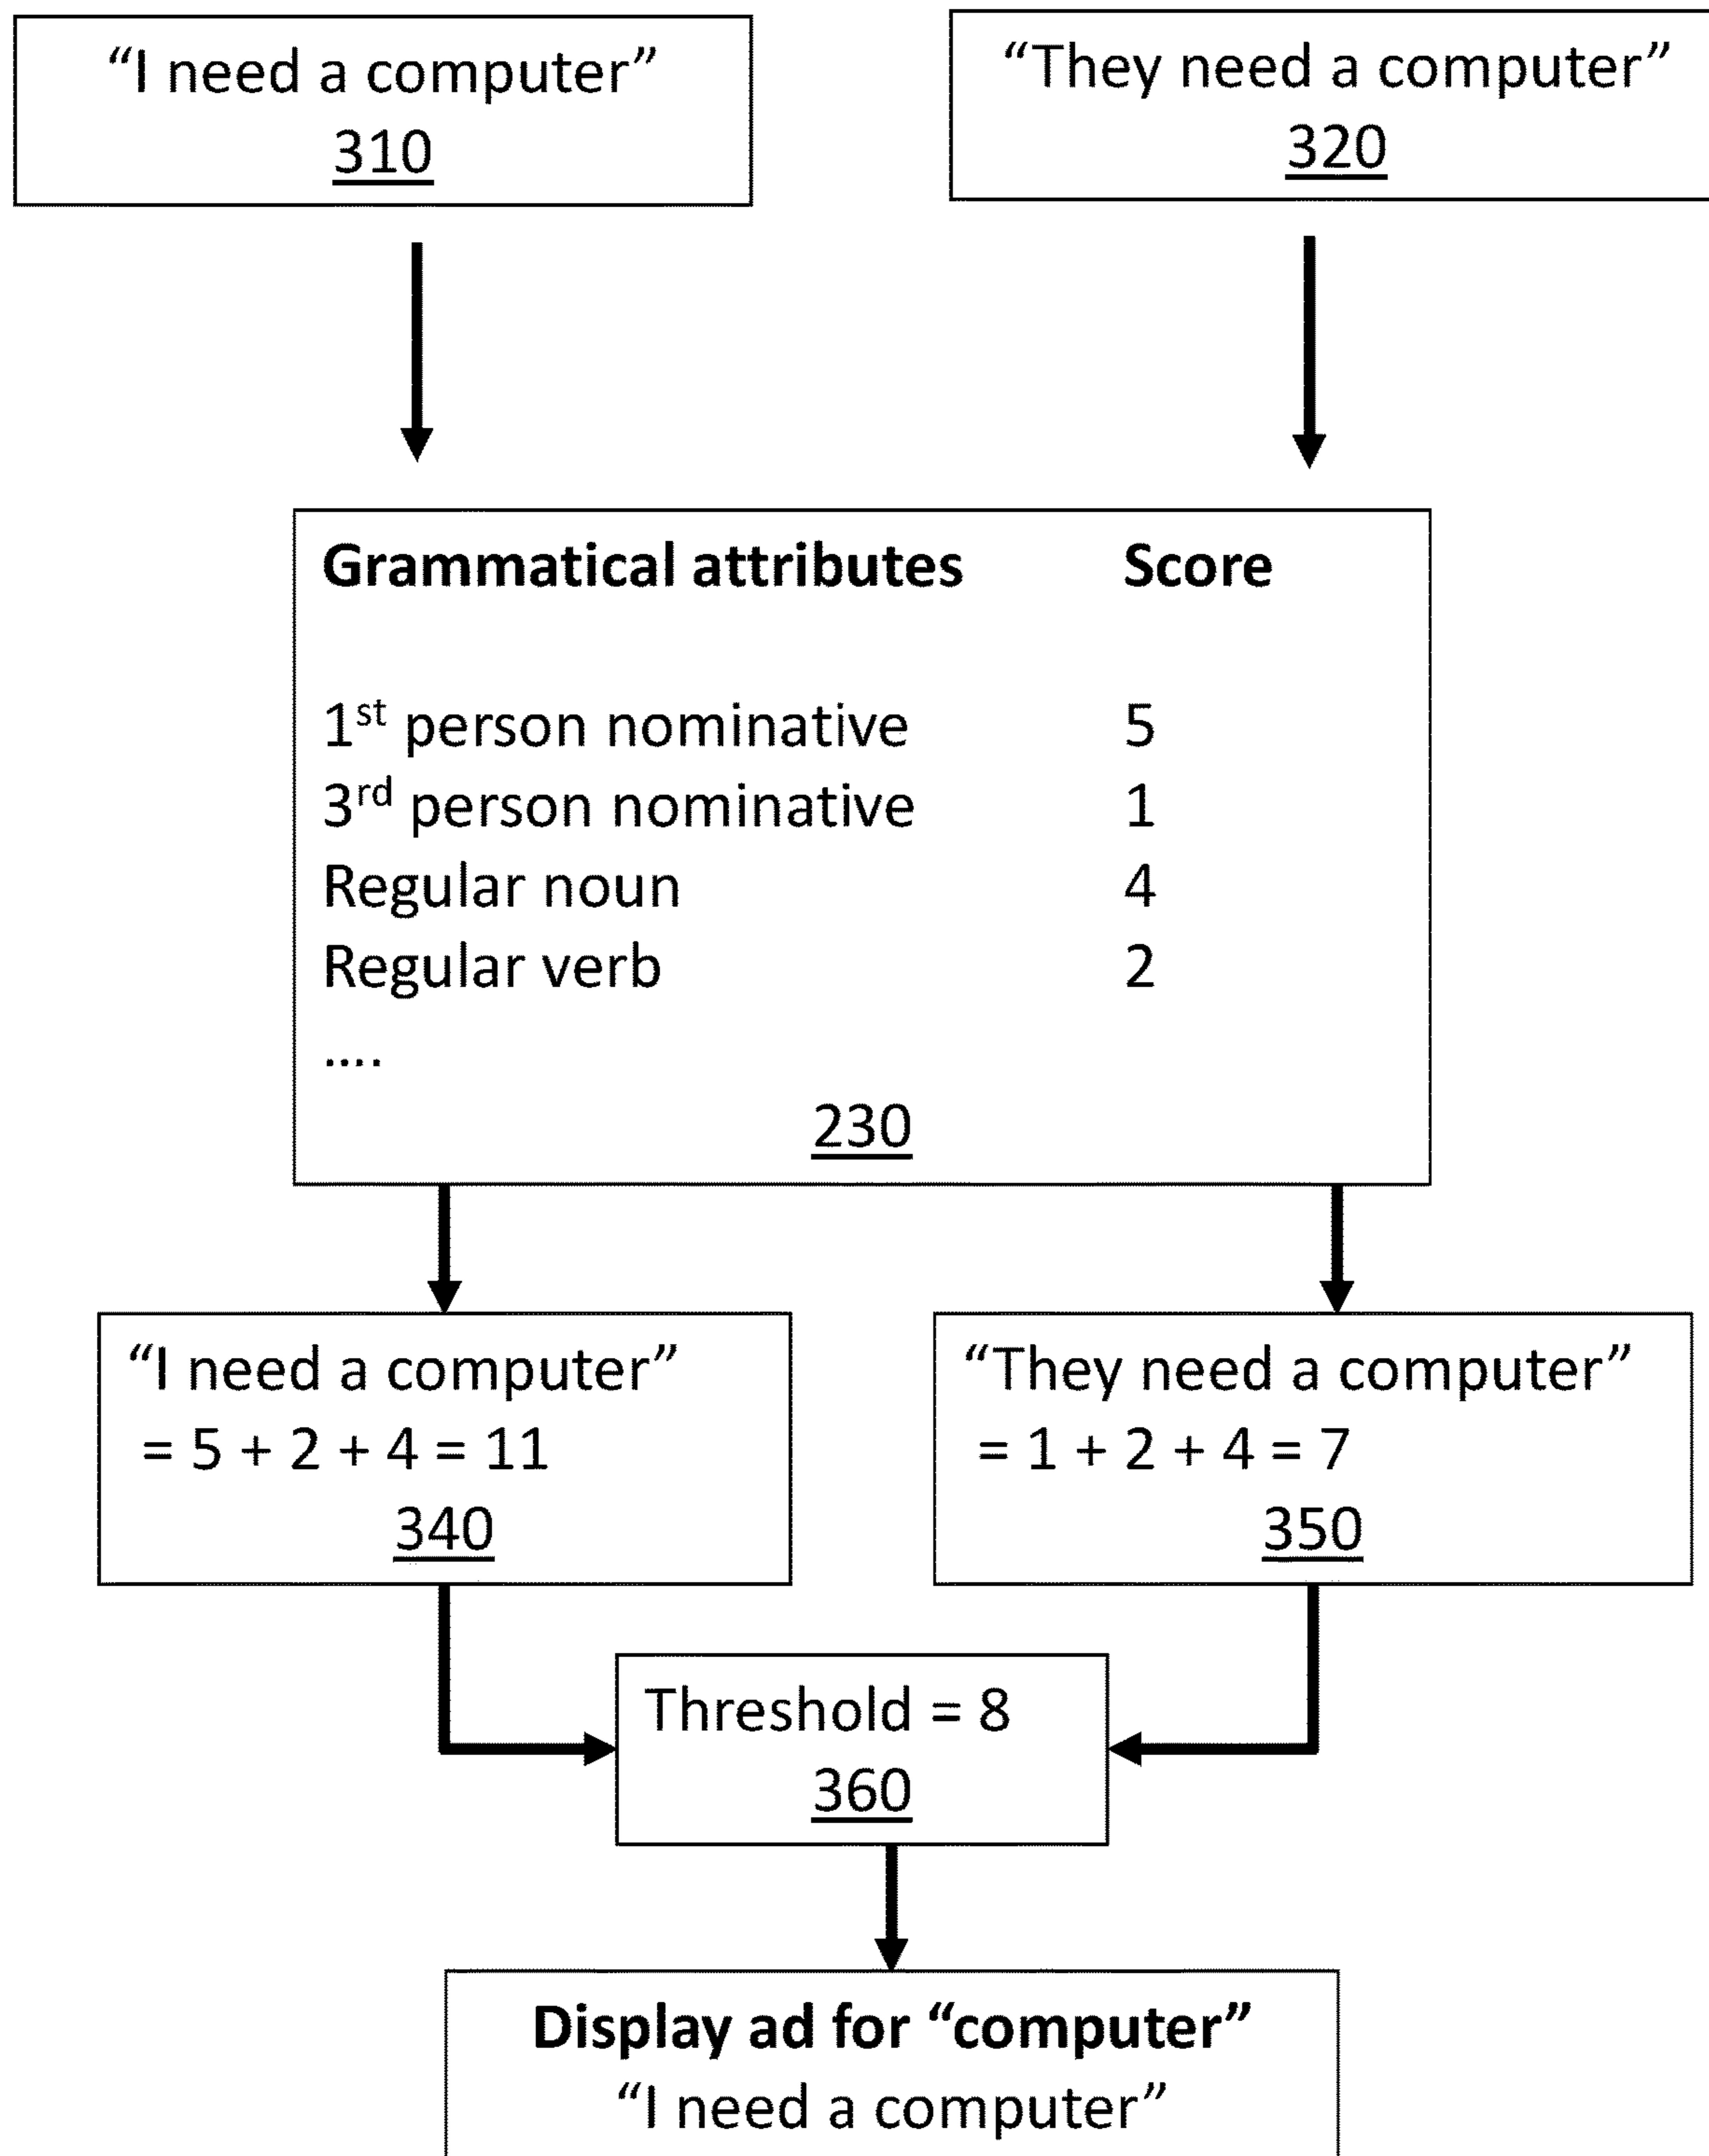 “I need a computer”
310
“They need a computer”
320
Grammatical attributes Score
1st person nominative 5
3rd person nominative 1
Regular noun 4
Regular verb 2
....
230
“I need a computer”
= 5 + 2 + 4 = 11
340
“They need a computer”
= 1 + 2 + 4 = 7
350
Threshold = 8
360
Display ad for “computer”
“I need a computer”